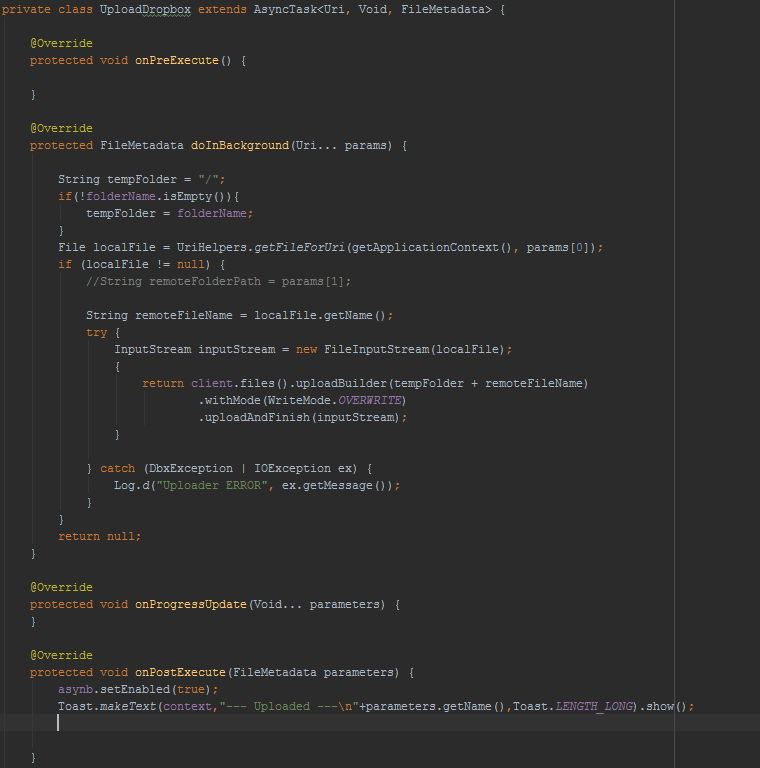 private class UploadDropbox extends AsyncTask<Uri, Void, FileMetadata> {
@Override
protected void onPreExecute() {
}
@Override
protected FileMetadata doInBackground(Uri... params) {
String tempFolder = "/";
if(!folderName.isEmpty()){
tempFolder = folderName;
}
File localFile = UriHelpers.getFileForUri(getApplicationContext(), params[0]);
if (localFile != null) {
//String remoteFolderPath = params[1];
String remoteFileName = localFile.getName();
try {
InputStream inputStream = new FileInputStream(localFile);
{
return client.files().uploadBuilder(tempFolder + remoteFileName)
.withMode(WriteMode.OVERWRITE)
.uploadAndFinish(inputStream);
}
} catch (DbxException | IOException ex) {
Log.d("Uploader ERROR", ex.getMessage());
}
}
return null;
}
@Override
protected void onProgressUpdate(Void... parameters) {
}
@Override
protected void onPostExecute(FileMetadata parameters) {
asynb.setEnabled(true);
Toast.makeText(context,"--- Uploaded ---\n"+parameters.getName(),Toast.LENGTH_LONG).show();
}